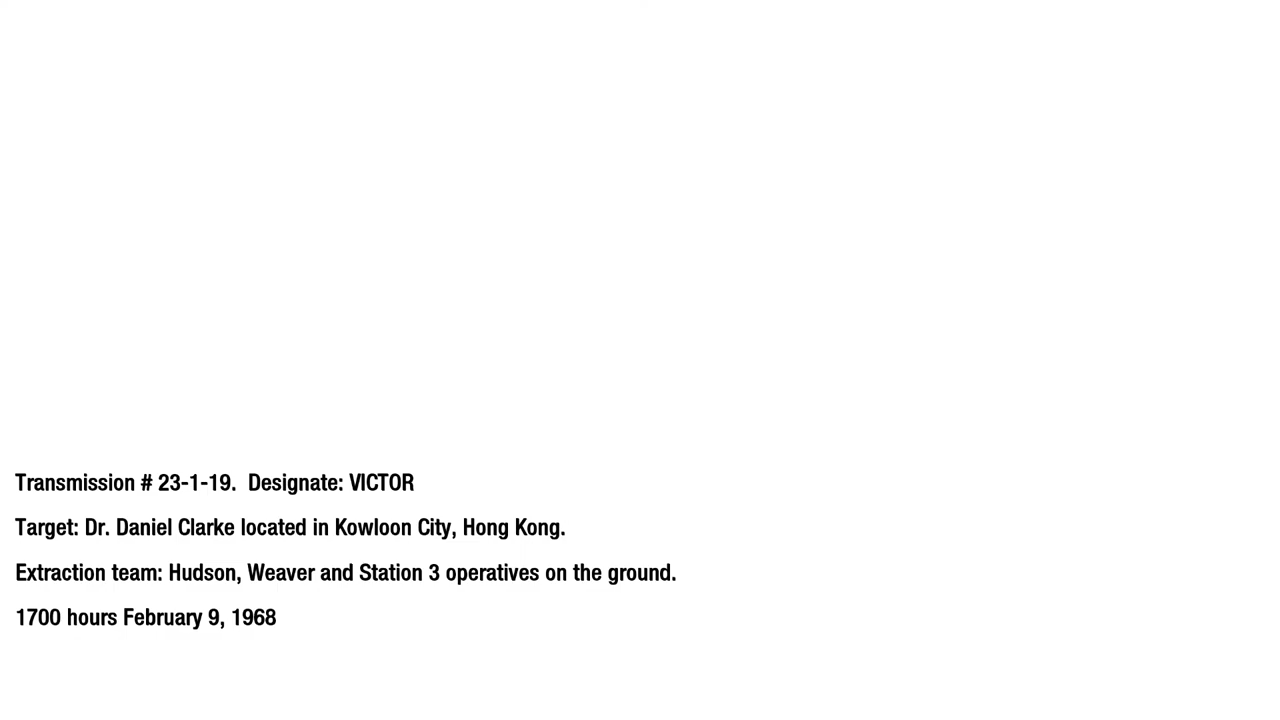 Transmission # 23-1-19.  Designate: VICTOR
Target: Dr. Daniel Clarke located in Kowloon City, Hong Kong.
Extraction team: Hudson, Weaver and Station 3 operatives on the ground.
1700 hours February 9, 1968